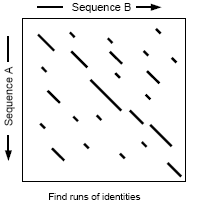 Sequence B
Sequence A
Find runs of identities